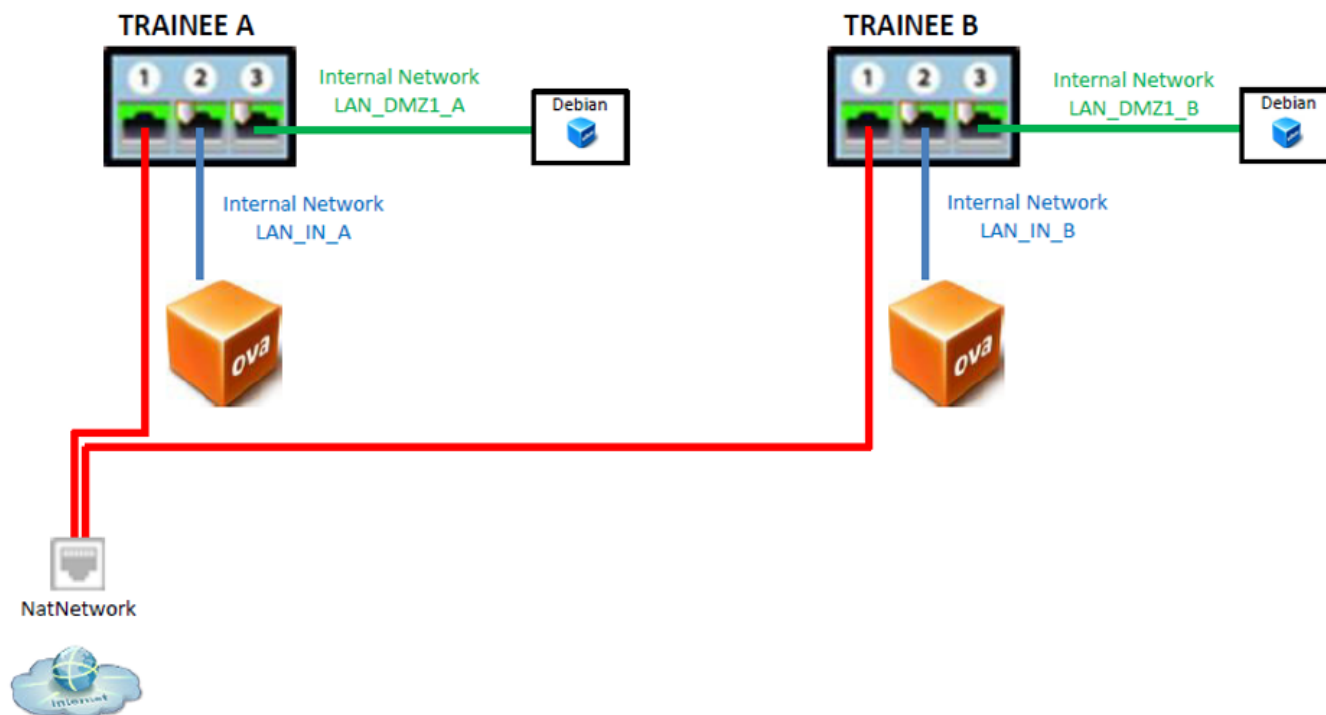 TRAINEE A
1 2 3
Internal Network
LAN_DMZ1_A
Debian
Internal Network
LAN_IN_A
ova
TRAINEE B
1 2 3
Internal Network
LAN_DMZ1_B
Debian
Internal Network
LAN_IN_B
ova
NatNetwork
Internet